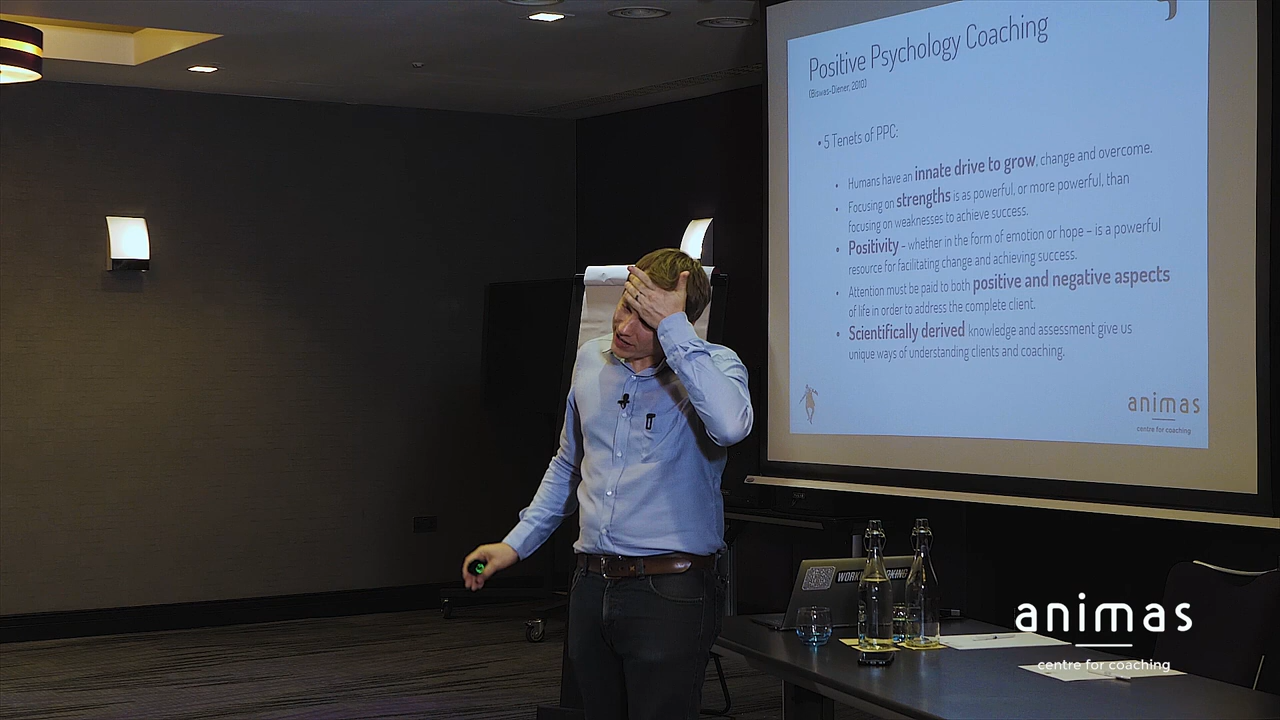 Positive Psychology Coaching
(Biswas-Diener, 2010)
• 5 Tenets of PPC:
• Humans have an innate drive to grow, change and overcome.
• Focusing on strengths is as powerful, or more powerful, than
focusing on weaknesses to achieve success.
• Positivity – whether in the form of emotion or hope – is a powerful
resource for facilitating change and achieving success.
• Attention must be paid to both positive and negative aspects
of life in order to address the complete client.
• Scientifically derived knowledge and assessment give us
unique ways of understanding clients and coaching.
animas
centre for coaching
animas
centre for coaching